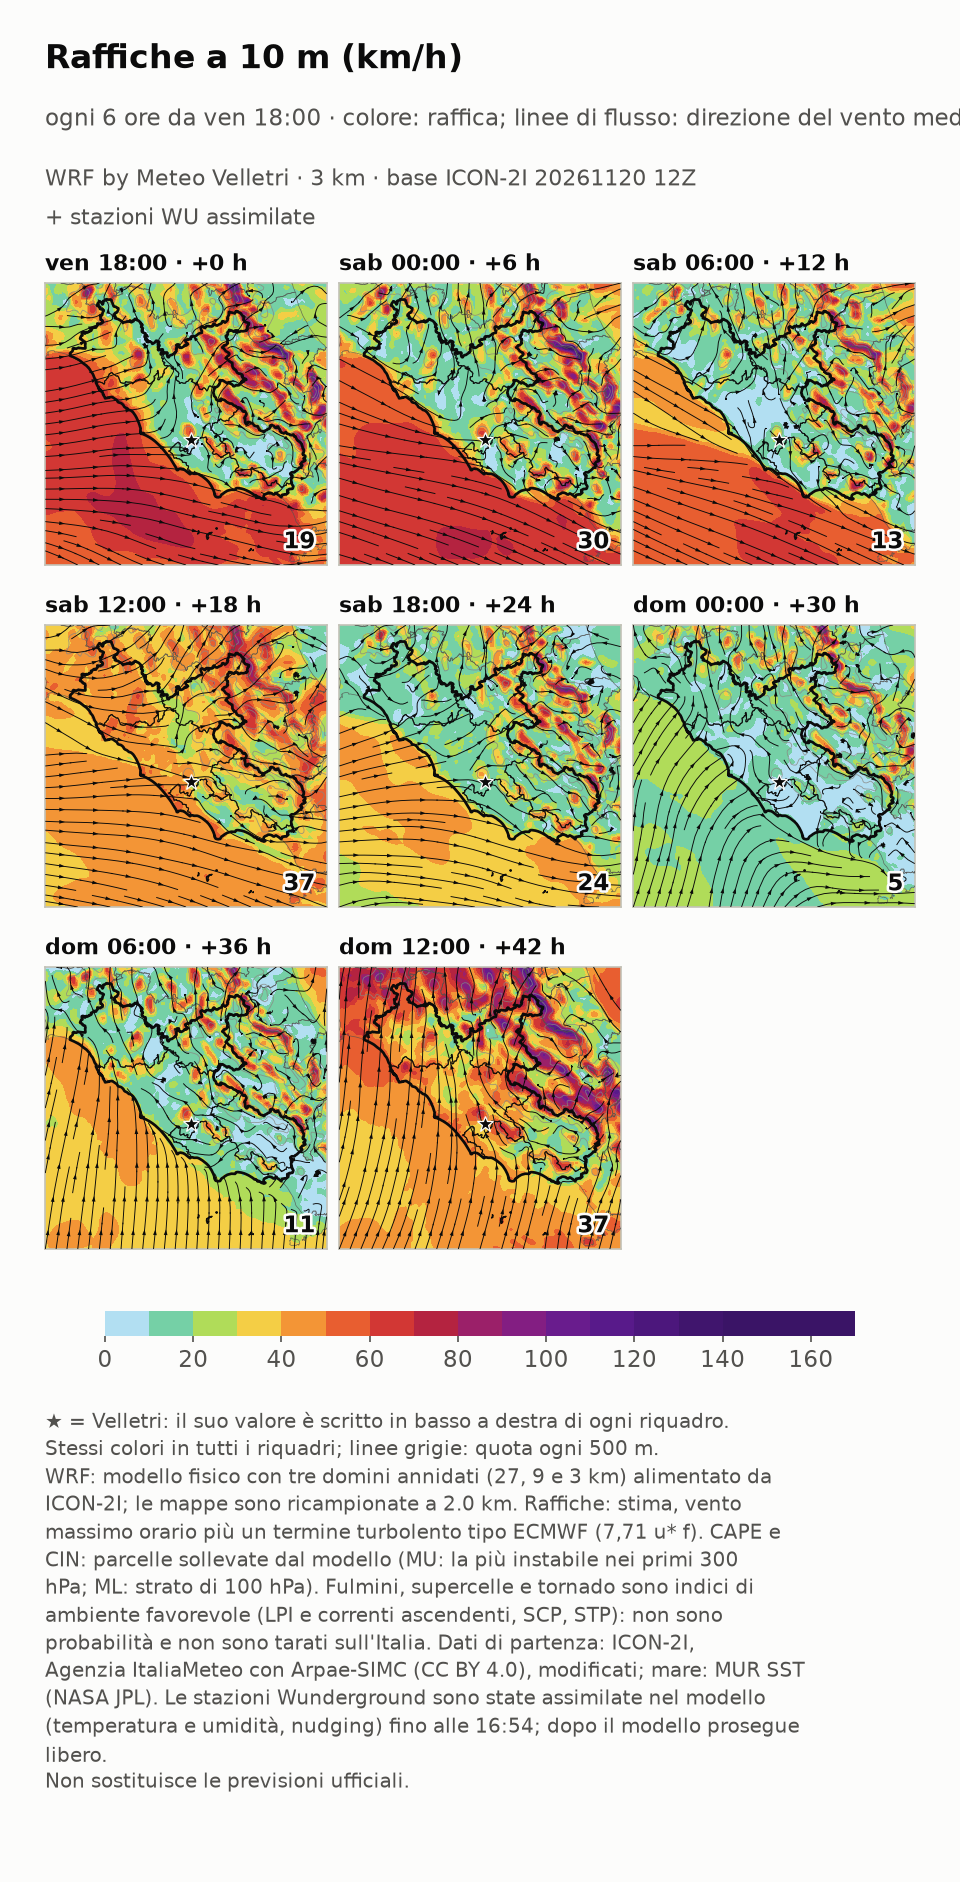 Raffiche a 10 m (km/h)
ogni 6 ore da ven 18:00 · colore: raffica; linee di flusso: direzione del vento med
WRF by Meteo Velletri · 3 km · base ICON-2I 20261120 12Z
+ stazioni WU assimilate
ven 18:00 · +0 h
sab 00:00 · +6 h
sab 06:00 · +12 h
19
30
13
sab 12:00 · +18 h
sab 18:00 · +24 h
dom 00:00 · +30 h
37
24
5
dom 06:00 · +36 h
dom 12:00 · +42 h
11
37
0 20 40 60 80 100 120 140 160
★ = Velletri: il suo valore è scritto in basso a destra di ogni riquadro.
Stessi colori in tutti i riquadri; linee grigie: quota ogni 500 m.
WRF: modello fisico con tre domini annidati (27, 9 e 3 km) alimentato da
ICON-2I; le mappe sono ricampionate a 2.0 km. Raffiche: stima, vento
massimo orario più un termine turbolento tipo ECMWF (7,71 u* f). CAPE e
CIN: parcelle sollevate dal modello (MU: la più instabile nei primi 300
hPa; ML: strato di 100 hPa). Fulmini, supercelle e tornado sono indici di
ambiente favorevole (LPI e correnti ascendenti, SCP, STP): non sono
probabilità e non sono tarati sull'Italia. Dati di partenza: ICON-2I,
Agenzia ItaliaMeteo con Arpae-SIMC (CC BY 4.0), modificati; mare: MUR SST
(NASA JPL). Le stazioni Wunderground sono state assimilate nel modello
(temperatura e umidità, nudging) fino alle 16:54; dopo il modello prosegue
libero.
Non sostituisce le previsioni ufficiali.